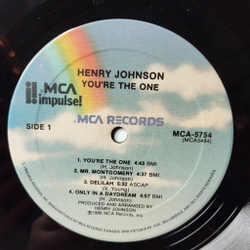 MCA
impulse!
HENRY JOHNSON
YOU'RE THE ONE
MCA RECORDS
SIDE 1
MCA-5754
(MCA5484)
1. YOU'RE THE ONE 4:43 BMI
(H. Johnson)
2. MR. MONTGOMERY 4:37 BMI
(H. Johnson)
3. DELILAH 5:32 ASCAP
(V. Young)
4. ONLY IN A DAYDREAM 4:57 BMI
(H. Johnson)
PRODUCED AND ARRANGED BY
HENRY JOHNSON
℗1986 MCA Records, Inc.